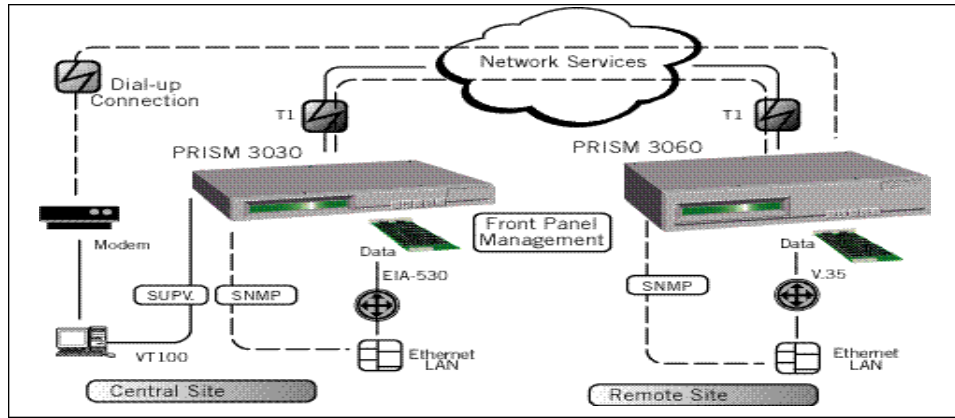 Network Services
Dial-up
Connection
T1
T1
PRISM 3030
PRISM 3060
Modem
Front Panel
Management
Data
EIA-530
Data
V.35
SUPV.
SNMP
SNMP
VT100
Ethernet
LAN
Ethernet
LAN
Central Site
Remote Site